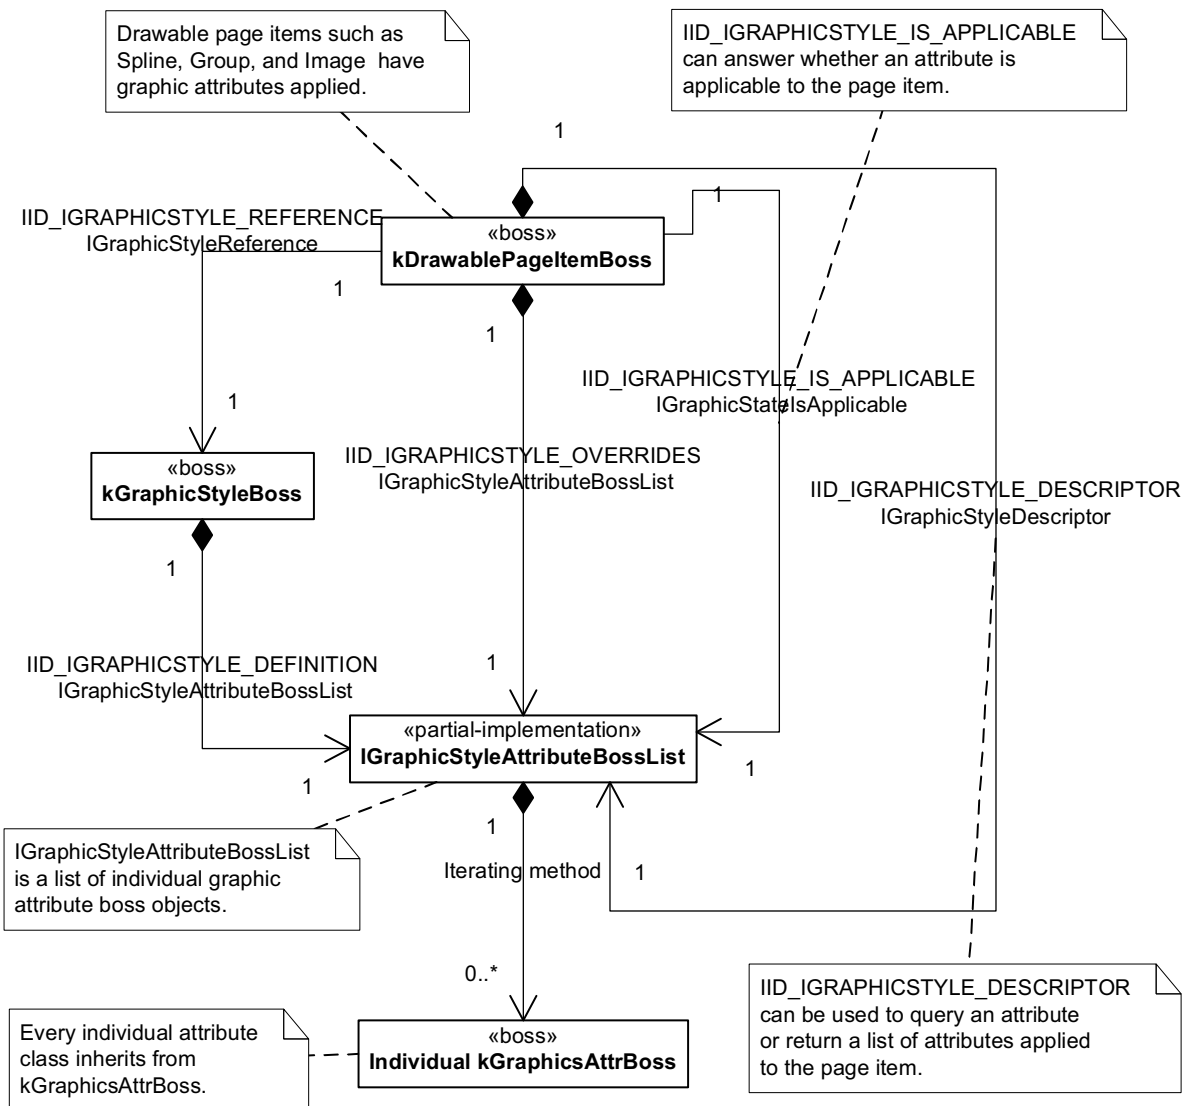 Drawable page items such as
Spline, Group, and Image have
graphic attributes applied.
IID_IGRAPHICSTYLE_IS_APPLICABLE
can answer whether an attribute is
applicable to the page item.
1
1
IID_IGRAPHICSTYLE_REFERENCE
IGraphicStyleReference
«boss»
kDrawablePageItemBoss
1
1
IID_IGRAPHICSTYLE_IS_APPLICABLE
IGraphicStateIsApplicable
1
IID_IGRAPHICSTYLE_OVERRIDES
IGraphicStyleAttributeBossList
«boss»
kGraphicStyleBoss
IID_IGRAPHICSTYLE_DESCRIPTOR
IGraphicStyleDescriptor
1
IID_IGRAPHICSTYLE_DEFINITION
IGraphicStyleAttributeBossList
1
«partial-implementation»
IGraphicStyleAttributeBossList
1
1
1
IGraphicStyleAttributeBossList
is a list of individual graphic
attribute boss objects.
Iterating method
1
0..*
IID_IGRAPHICSTYLE_DESCRIPTOR
can be used to query an attribute
or return a list of attributes applied
to the page item.
Every individual attribute
class inherits from
kGraphicsAttrBoss.
«boss»
Individual kGraphicsAttrBoss